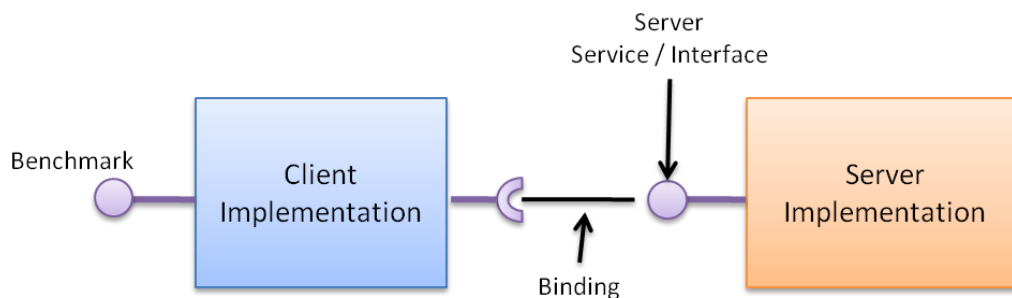 Server
Service / Interface
Benchmark
Client
Implementation
Server
Implementation
Binding